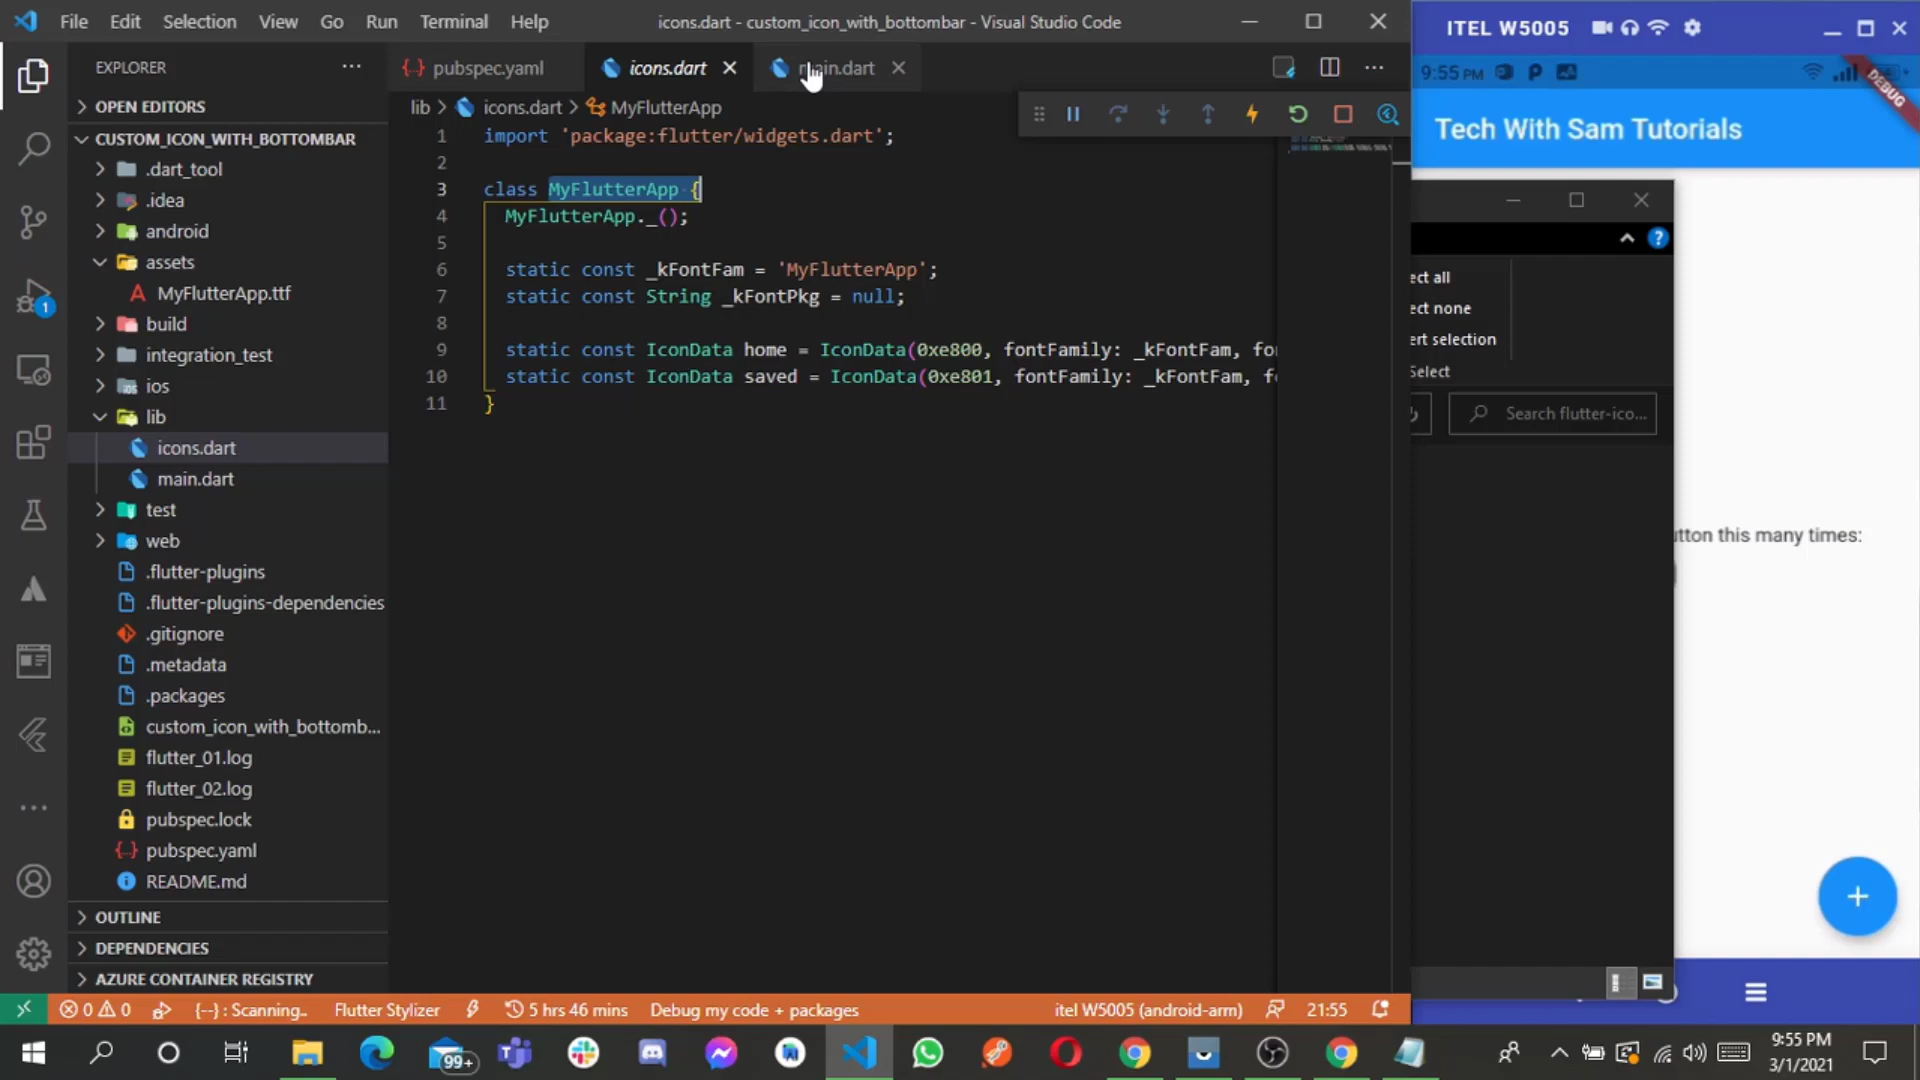 File Edit Selection View Go Run Terminal Help
icons.dart - custom_icon_with_bottombar - Visual Studio Code
EXPLORER
OPEN EDITORS
CUSTOM_ICON_WITH_BOTTOMBAR
.dart_tool
.idea
android
assets
MyFlutterApp.ttf
build
integration_test
ios
lib
icons.dart
main.dart
test
web
.flutter-plugins
.flutter-plugins-dependencies
.gitignore
.metadata
.packages
custom_icon_with_bottomb...
flutter_01.log
flutter_02.log
pubspec.lock
pubspec.yaml
README.md
OUTLINE
DEPENDENCIES
AZURE CONTAINER REGISTRY
1
pubspec.yaml
icons.dart
main.dart
lib > icons.dart > MyFlutterApp
1 import 'package:flutter/widgets.dart';
2
3 class MyFlutterApp {
4 MyFlutterApp._();
5
6 static const _kFontFam = 'MyFlutterApp';
7 static const String _kFontPkg = null;
8
9 static const IconData home = IconData(0xe800, fontFamily: _kFontFam, fo
10 static const IconData saved = IconData(0xe801, fontFamily: _kFontFam, f
11 }
ITEL W5005
9:55 PM
DEBUG
Tech With Sam Tutorials
ect all
ect none
ert selection
Select
Search flutter-ico...
utton this many times:
0 0 {--} : Scanning.. Flutter Stylizer 5 hrs 46 mins Debug my code + packages itel W5005 (android-arm) 21:55
99+
9:55 PM
3/1/2021